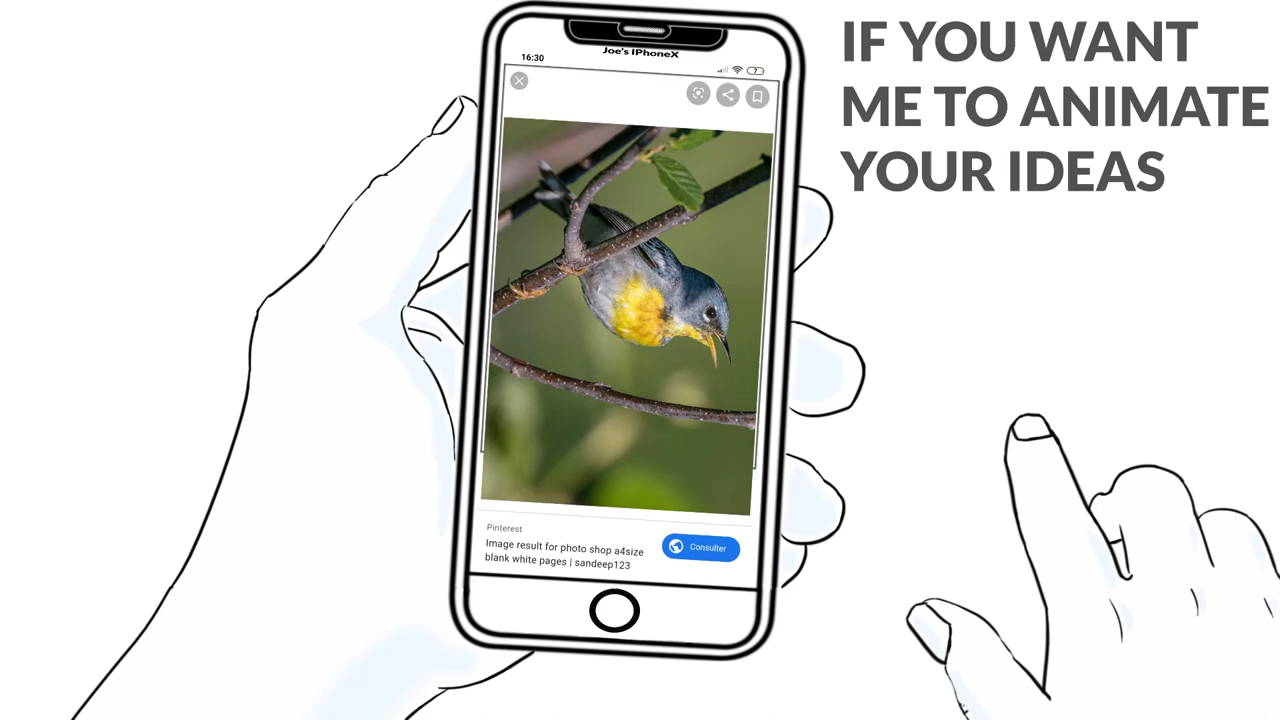 IF YOU WANT
ME TO ANIMATE
YOUR IDEAS
Joe's IPhoneX
16:30
7
Pinterest
Image result for photo shop a4size
blank white pages | sandeep123
Consulter